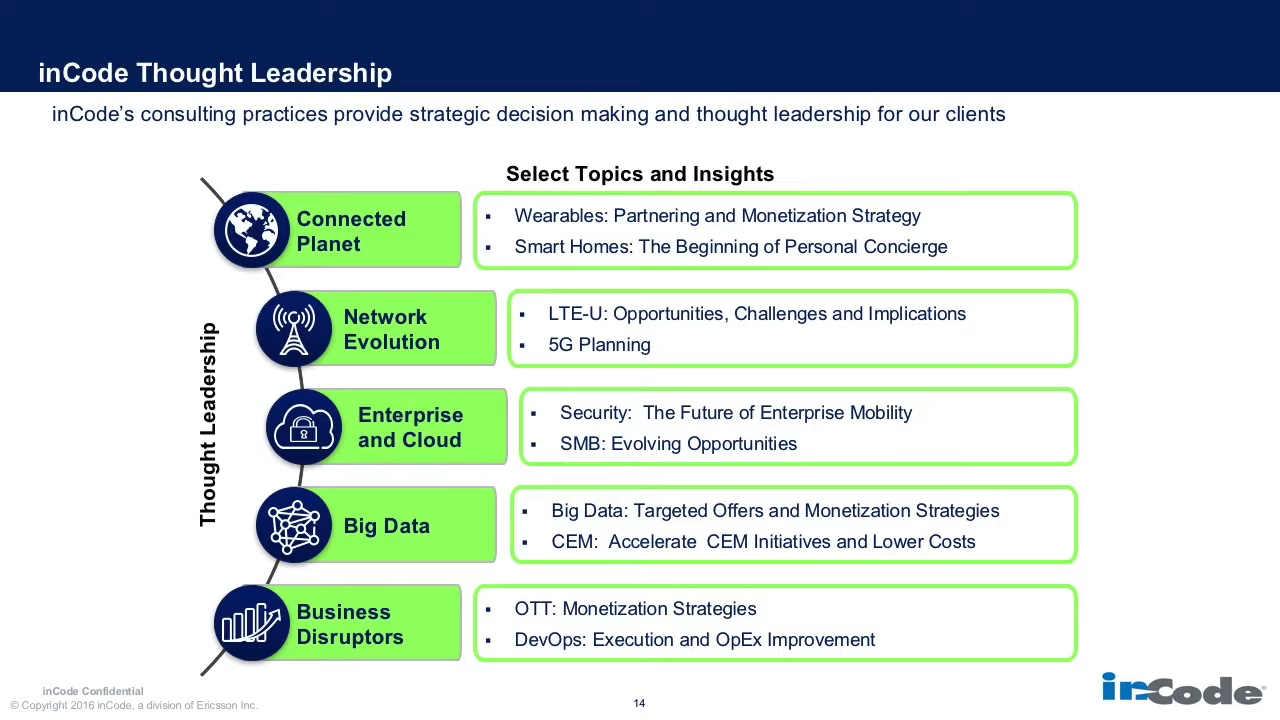 inCode Thought Leadership
inCode’s consulting practices provide strategic decision making and thought leadership for our clients
Select Topics and Insights
Thought Leadership
Connected
Planet
▪ Wearables: Partnering and Monetization Strategy
▪ Smart Homes: The Beginning of Personal Concierge
Network
Evolution
▪ LTE-U: Opportunities, Challenges and Implications
▪ 5G Planning
Enterprise
and Cloud
▪ Security:  The Future of Enterprise Mobility
▪ SMB: Evolving Opportunities
Big Data
▪ Big Data: Targeted Offers and Monetization Strategies
▪ CEM:  Accelerate  CEM Initiatives and Lower Costs
Business
Disruptors
▪ OTT: Monetization Strategies
▪ DevOps: Execution and OpEx Improvement
inCode Confidential
© Copyright 2016 inCode, a division of Ericsson Inc.
14
inCode®